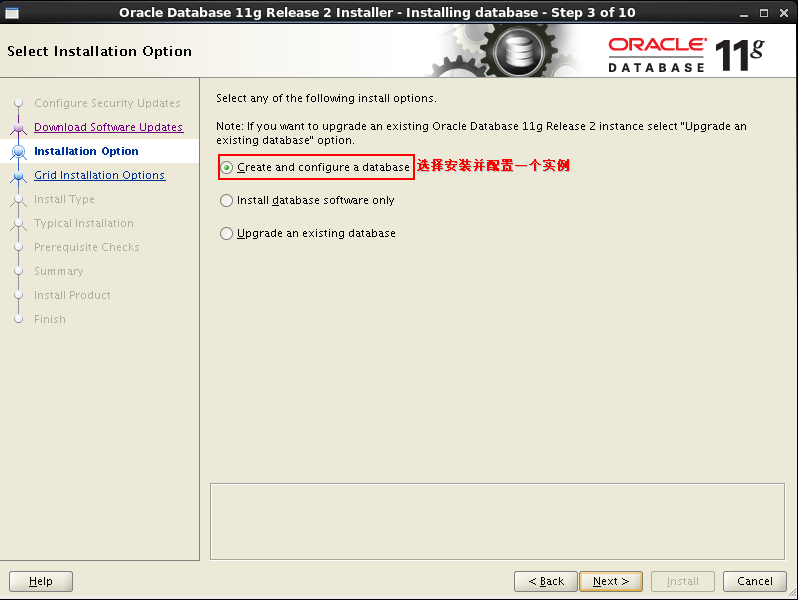 Oracle Database 11g Release 2 Installer - Installing database - Step 3 of 10
Select Installation Option
ORACLE®
DATABASE
11g
Configure Security Updates
Download Software Updates
Installation Option
Grid Installation Options
Install Type
Typical Installation
Prerequisite Checks
Summary
Install Product
Finish
Select any of the following install options.
Note: If you want to upgrade an existing Oracle Database 11g Release 2 instance select "Upgrade an
existing database" option.
Create and configure a database 选择安装并配置一个实例
Install database software only
Upgrade an existing database
Help
< Back
Next >
Install
Cancel